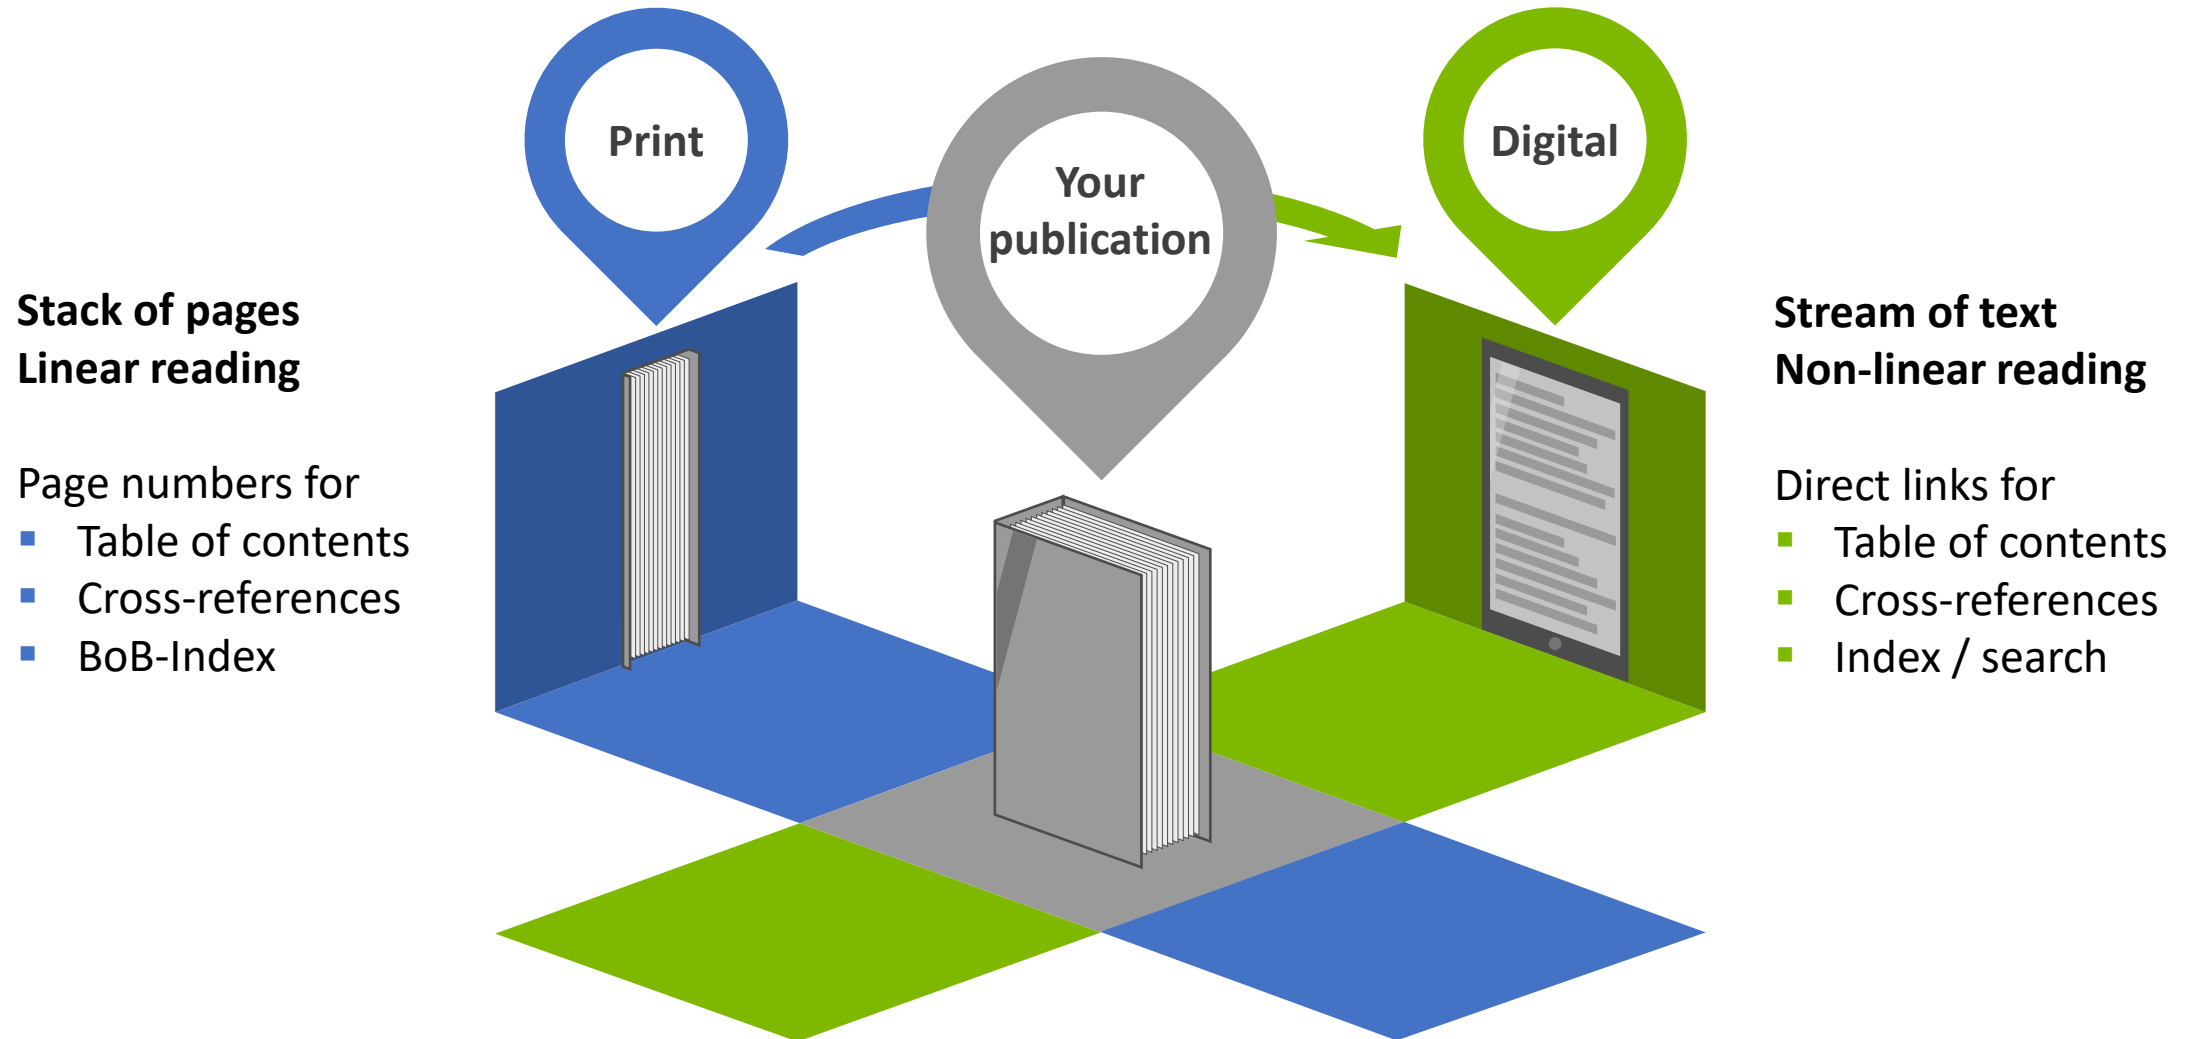 Print
Your
publication
Digital
Stack of pages
Linear reading
Page numbers for
▪ Table of contents
▪ Cross-references
▪ BoB-Index
Stream of text
Non-linear reading
Direct links for
▪ Table of contents
▪ Cross-references
▪ Index / search